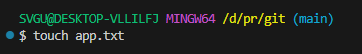 SVGU@DESKTOP-VLLILFJ MINGW64 /d/pr/git (main)
$ touch app.txt